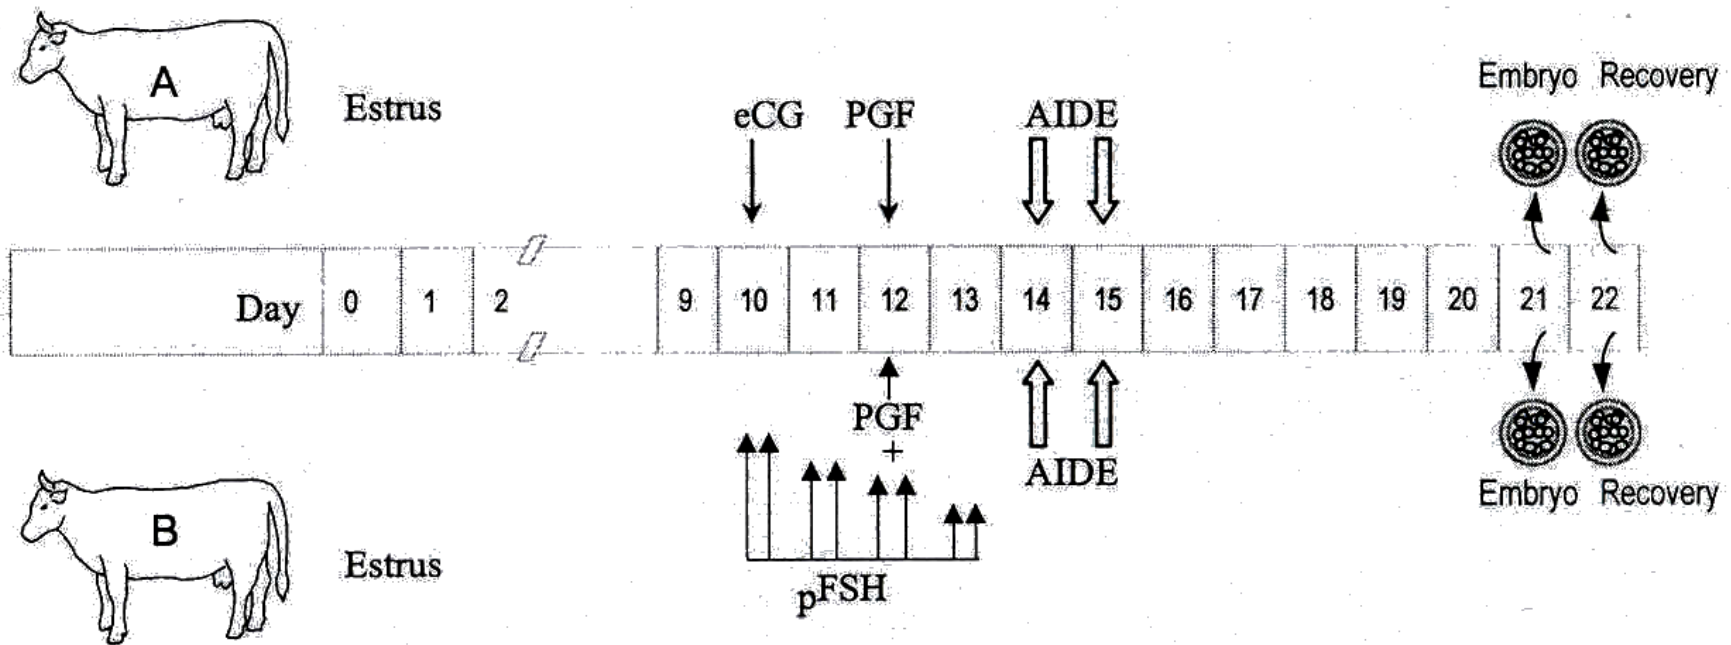 A
Estrus
eCG PGF AIDE
Embryo Recovery
Day 0 1 2 9 10 11 12 13 14 15 16 17 18 19 20 21 22
PGF
+
AIDE
Embryo Recovery
B
Estrus
pFSH